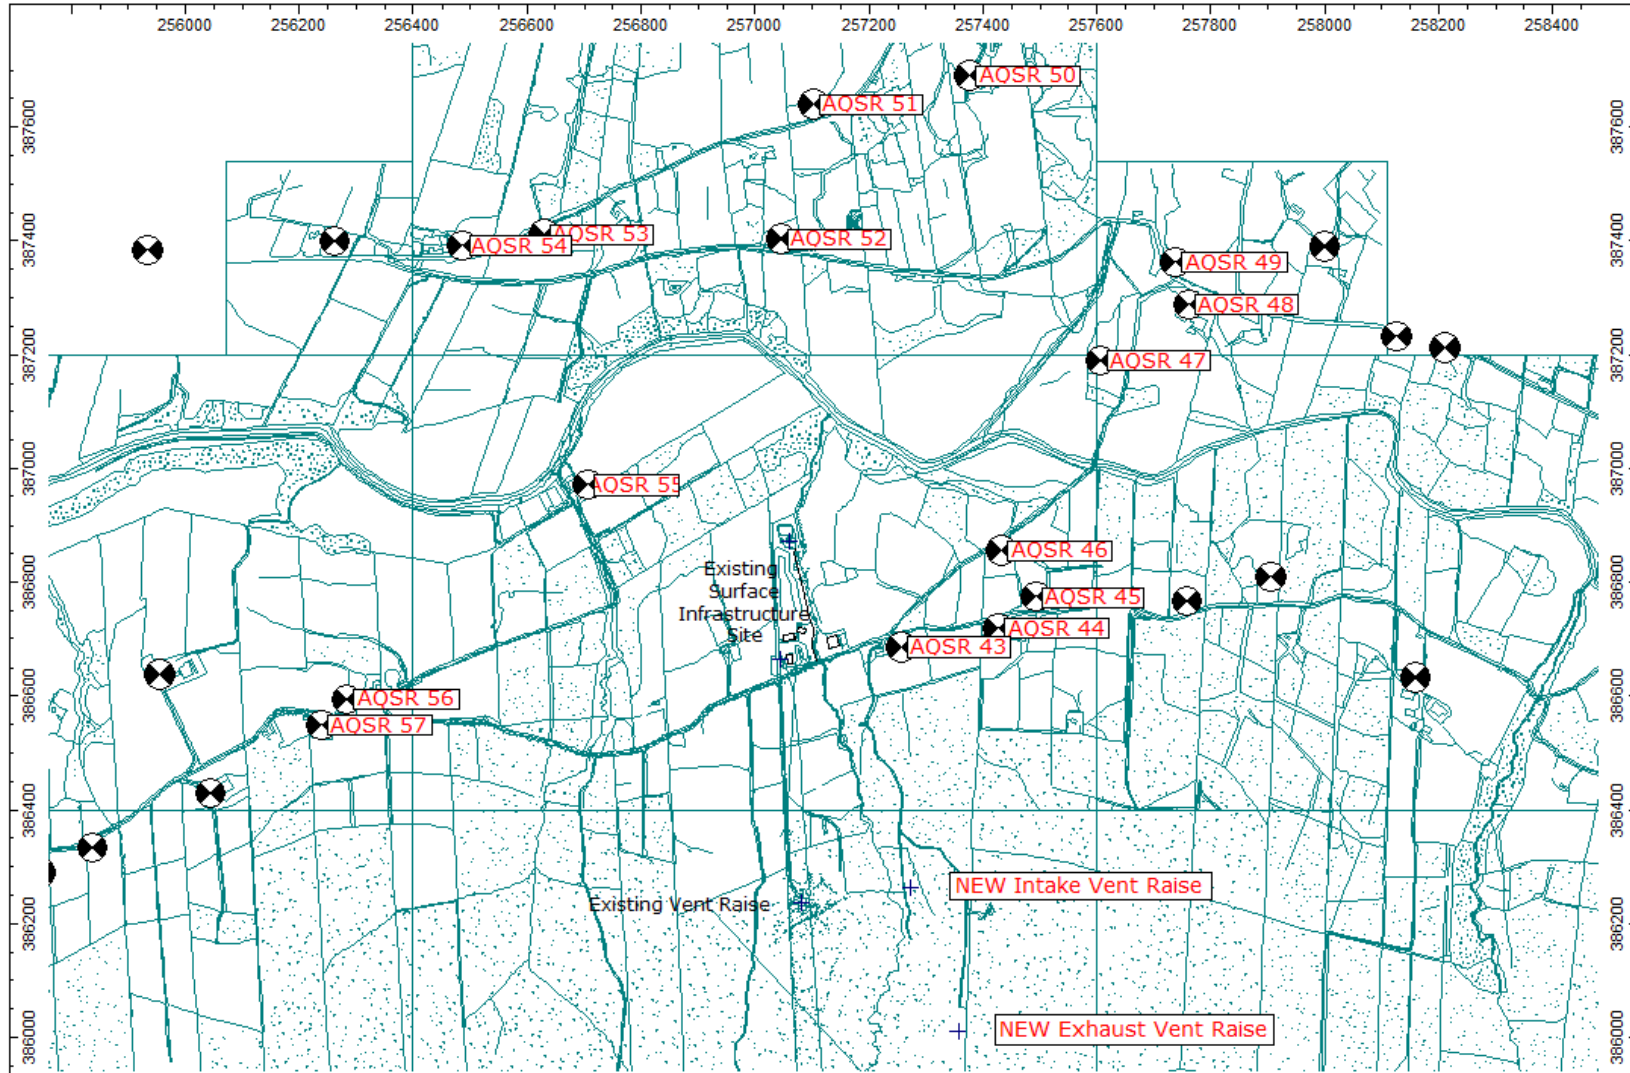 256000 256200 256400 256600 256800 257000 257200 257400 257600 257800 258000 258200 258400
387600
387400
387200
387000
386800
386600
386400
386200
386000
AQSR 50
AQSR 51
AQSR 53
AQSR 54
AQSR 52
AQSR 49
AQSR 48
AQSR 47
AQSR 55
AQSR 46
Existing
Surface
Infrastructure
Site
AQSR 45
AQSR 44
AQSR 43
AQSR 56
AQSR 57
NEW Intake Vent Raise
Existing Vent Raise
NEW Exhaust Vent Raise
387600
387400
387200
387000
386800
386600
386400
386200
386000